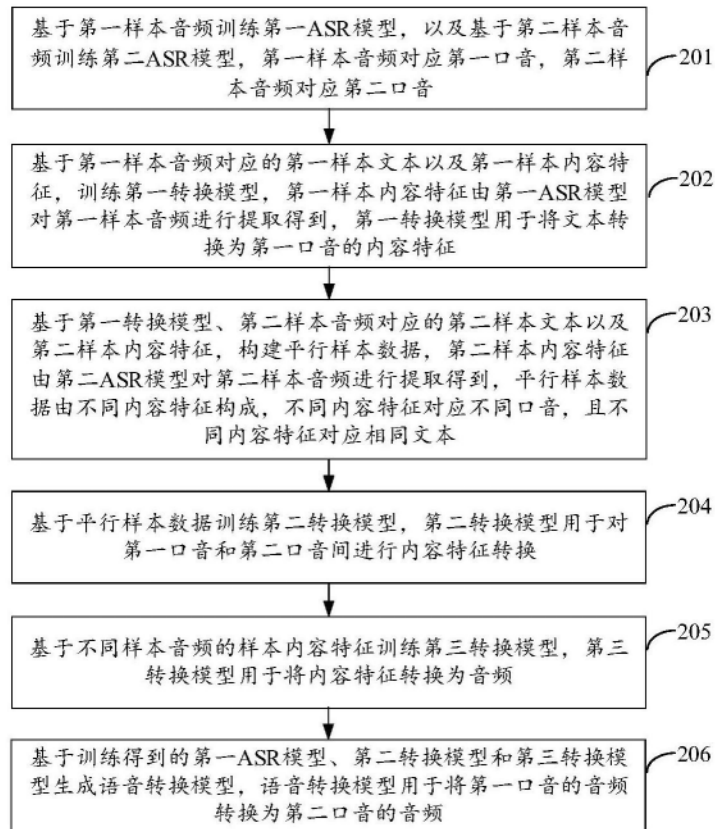 基于第一样本音频训练第一ASR模型，以及基于第二样本音
频训练第二ASR模型，第一样本音频对应第一口音，第二样
本音频对应第二口音
201
基于第一样本音频对应的第一样本文本以及第一样本内容特
征，训练第一转换模型，第一样本内容特征由第一ASR模型
对第一样本音频进行提取得到，第一转换模型用于将文本转
换为第一口音的内容特征
202
基于第一转换模型、第二样本音频对应的第二样本文本以及
第二样本内容特征，构建平行样本数据，第二样本内容特征
由第二ASR模型对第二样本音频进行提取得到，平行样本数
据由不同内容特征构成，不同内容特征对应不同口音，且不
同内容特征对应相同文本
203
基于平行样本数据训练第二转换模型，第二转换模型用于对
第一口音和第二口音间进行内容特征转换
204
基于不同样本音频的样本内容特征训练第三转换模型，第三
转换模型用于将内容特征转换为音频
205
基于训练得到的第一ASR模型、第二转换模型和第三转换模
型生成语音转换模型，语音转换模型用于将第一口音的音频
转换为第二口音的音频
206